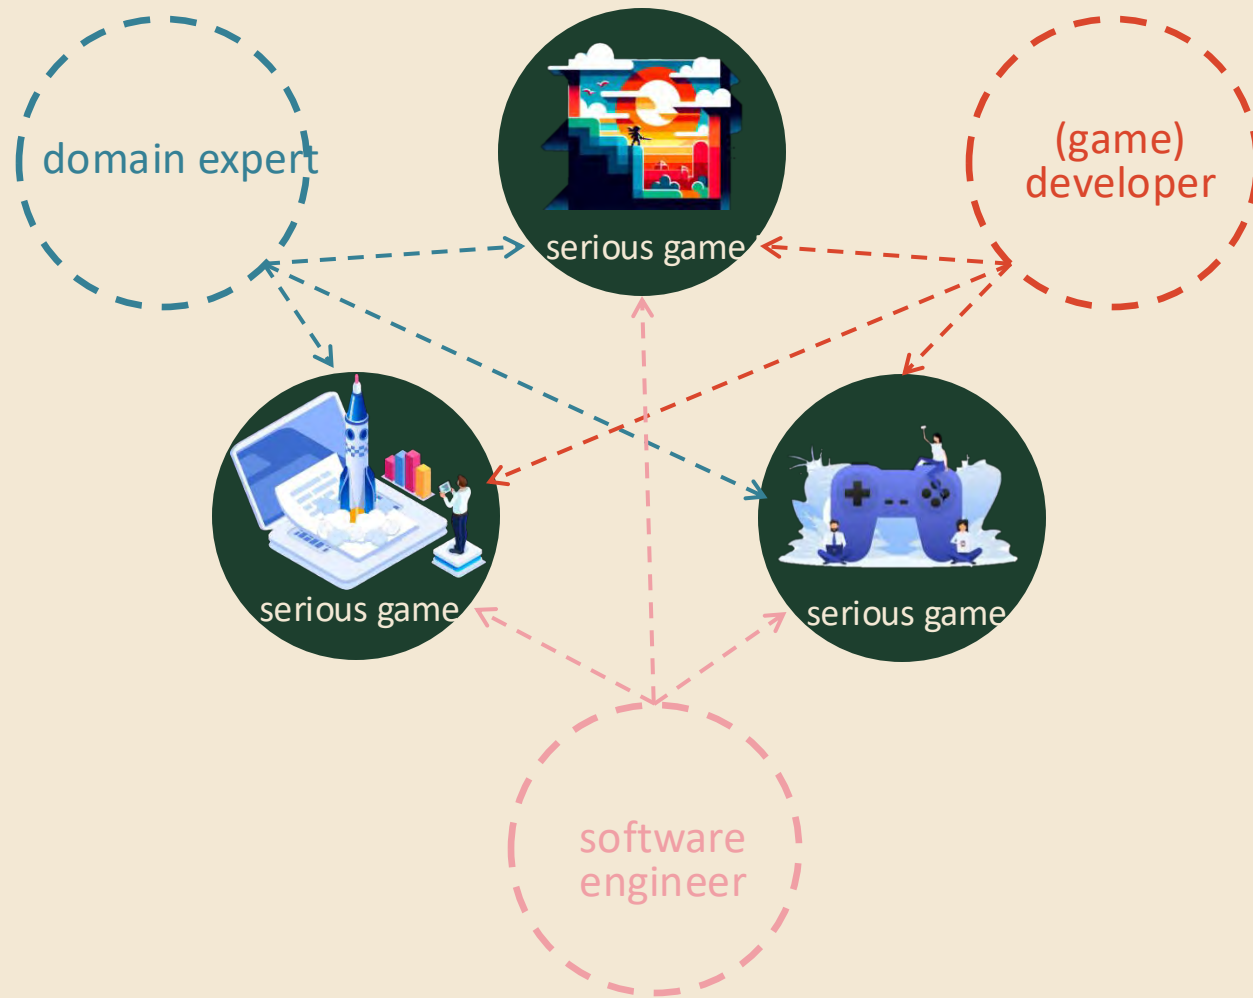 domain expert
(game)
developer
serious game
serious game
serious game
software
engineer